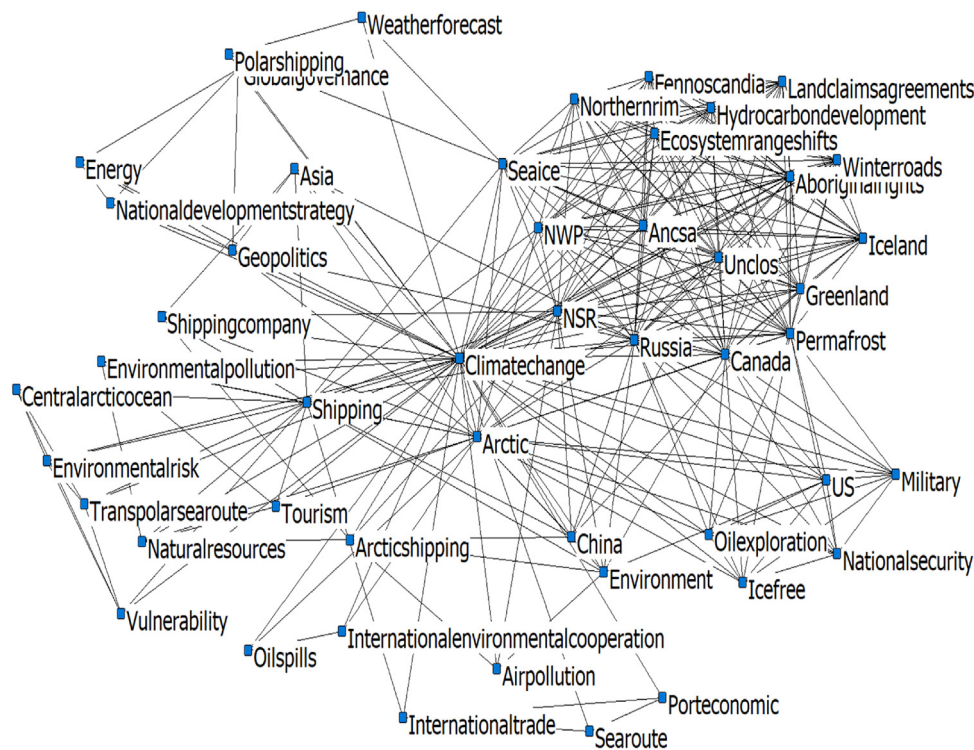 Weatherforecast
Polarshipping
Globalgovernance
Fennoscandia
Landclaimsagreements
Northernrim
Hydrocarbondevelopment
Ecosystemrangeshifts
Energy
Asia
Seaice
Winterroads
Aboriginalrights
Nationaldevelopmentstrategy
NWP
Ancsa
Iceland
Geopolitics
Unclos
Greenland
Shippingcompany
NSR
Permafrost
Russia
Canada
Environmentalpollution
Climatechange
Centralarcticocean
Shipping
Arctic
Environmentalrisk
US
Military
Transpolarsearoute
Tourism
Naturalresources
Arcticshipping
China
Oilexploration
Nationalsecurity
Environment
Icefree
Vulnerability
Internationalenvironmentalcooperation
Oilspills
Airpollution
Porteconomic
Internationaltrade
Searoute